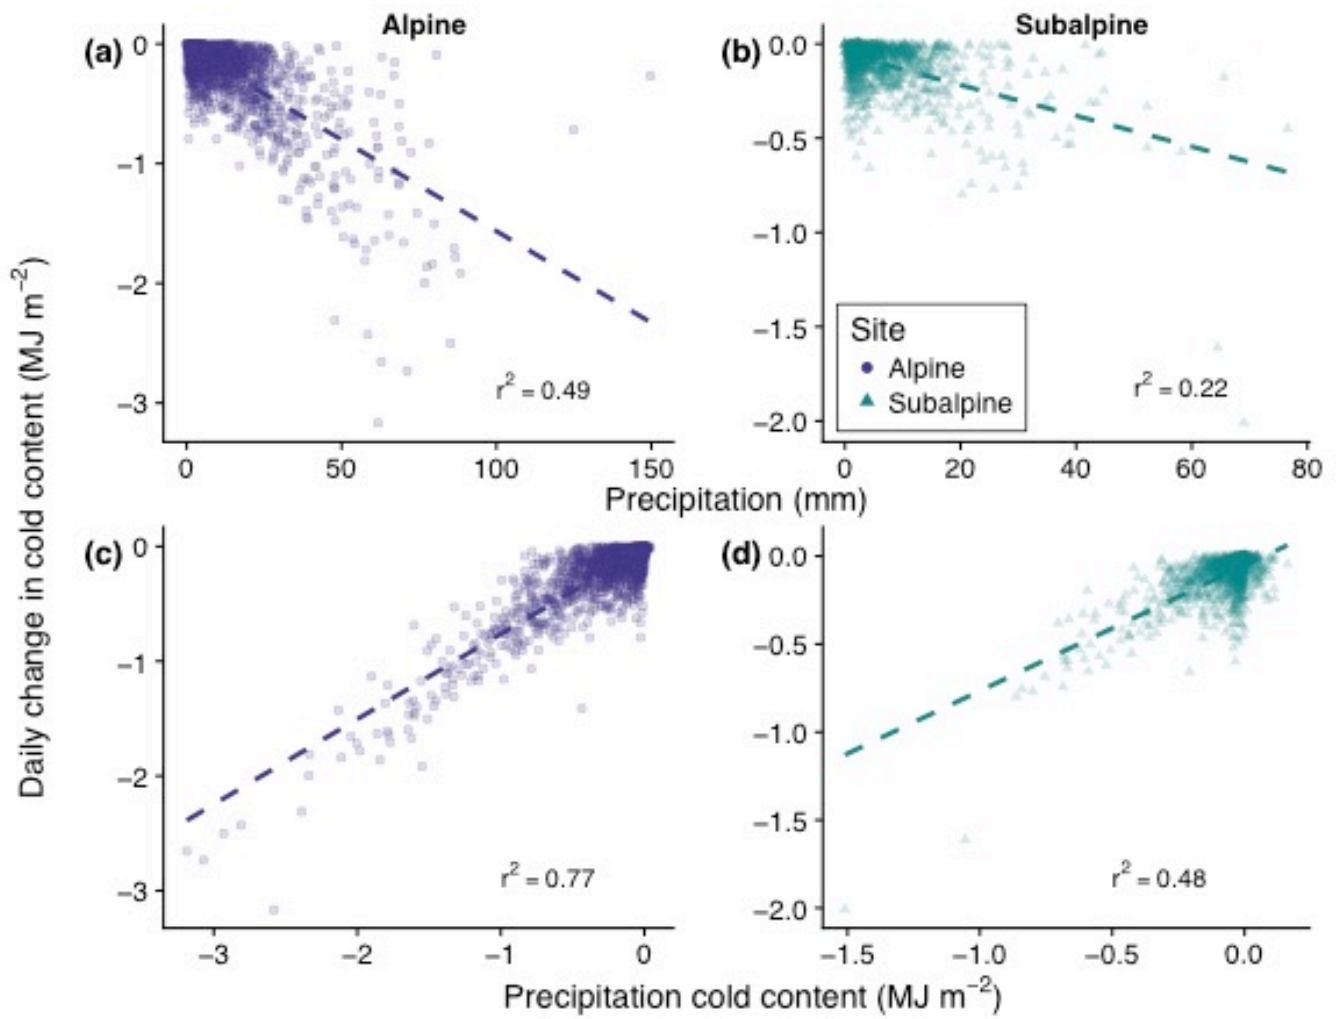 Alpine
Subalpine
(a)
0
−1
−2
−3
0 50 100 150
r² = 0.49
(b)
0.0
−0.5
−1.0
−1.5
−2.0
0 20 40 60 80
Site
Alpine
Subalpine
r² = 0.22
Precipitation (mm)
Daily change in cold content (MJ m⁻²)
(c)
0
−1
−2
−3
−3 −2 −1 0
r² = 0.77
(d)
0.0
−0.5
−1.0
−1.5
−2.0
−1.5 −1.0 −0.5 0.0
r² = 0.48
Precipitation cold content (MJ m⁻²)